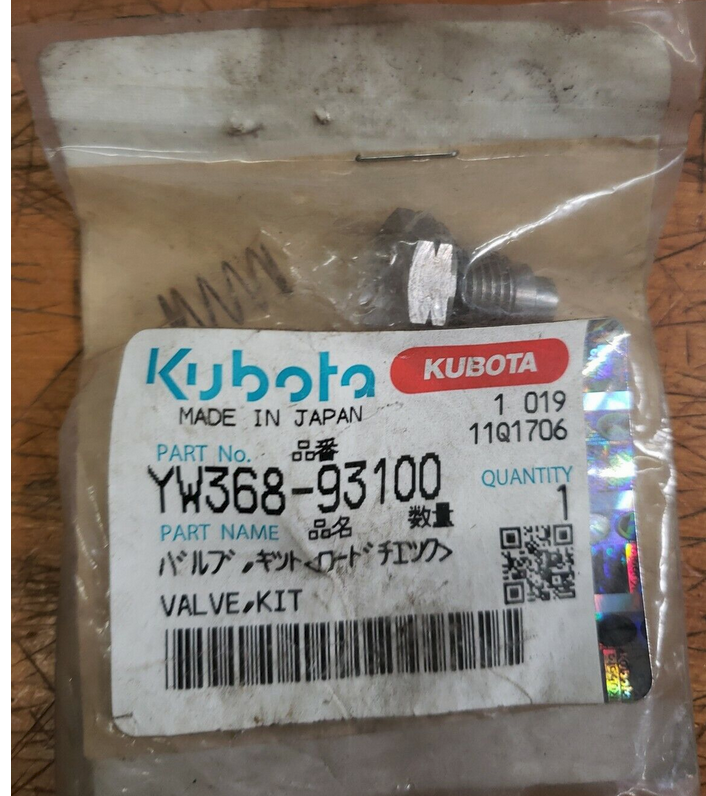 Kubota KUBOTA
MADE IN JAPAN
1 019
11Q1706
PART No. 品番
YW368-93100
QUANTITY
数量
1
PART NAME 品名
バルブ,キット<ロードチエツク>
VALVE,KIT